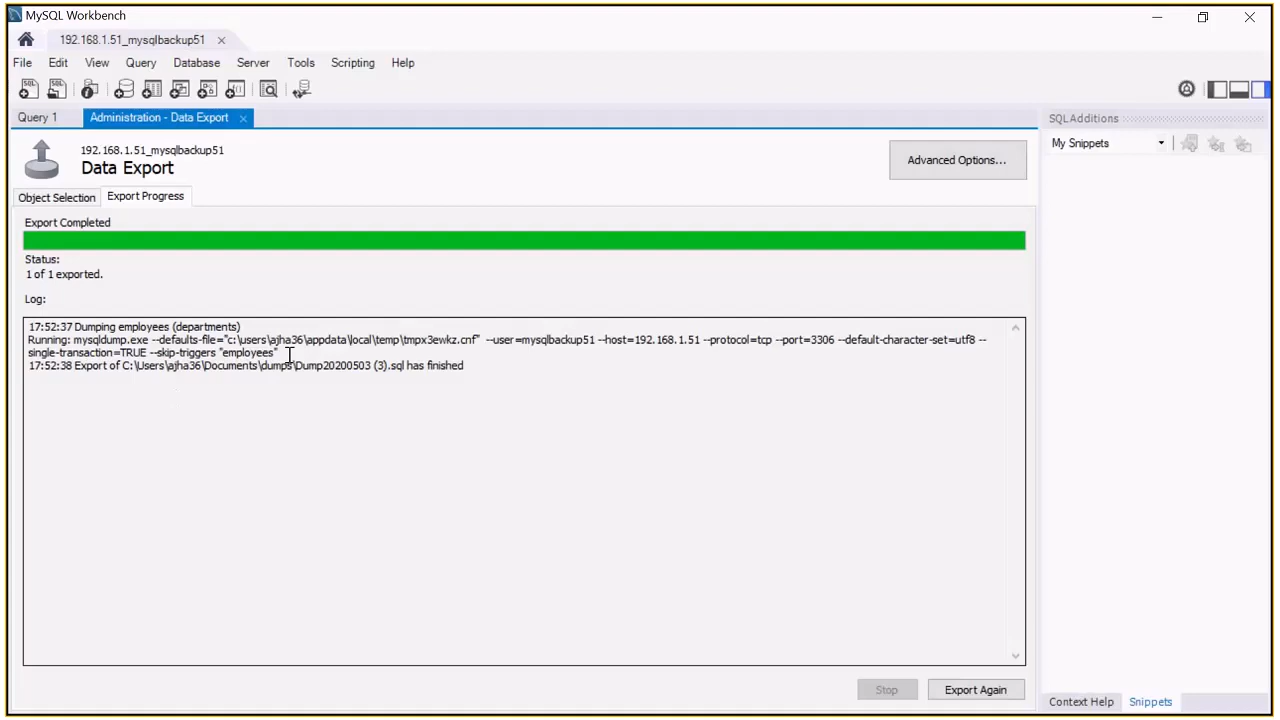 MySQL Workbench
192.168.1.51_mysqlbackup51
File Edit View Query Database Server Tools Scripting Help
Query 1 Administration - Data Export
SQLAdditions
My Snippets
192.168.1.51_mysqlbackup51
Data Export
Advanced Options...
Object Selection Export Progress
Export Completed
Status:
1 of 1 exported.
Log:
17:52:37 Dumping employees (departments)
Running: mysqldump.exe --defaults-file="c:\users\ajha36\appdata\local\temp\tmpx3ewkz.cnf" --user=mysqlbackup51 --host=192.168.1.51 --protocol=tcp --port=3306 --default-character-set=utf8 --
single-transaction=TRUE --skip-triggers "employees"
17:52:38 Export of C:\Users\ajha36\Documents\dumps\Dump20200503 (3).sql has finished
Stop Export Again
Context Help Snippets